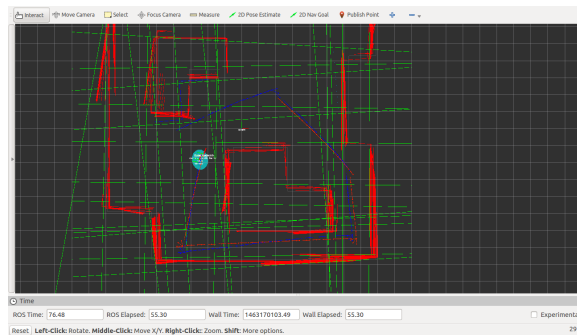 Interact Move Camera Select Focus Camera Measure 2D Pose Estimate 2D Nav Goal Publish Point
Time
ROS Time: 76.48 ROS Elapsed: 55.30 Wall Time: 1463170103.49 Wall Elapsed: 55.30 Experimenta
Reset Left-Click: Rotate. Middle-Click: Move X/Y. Right-Click: Zoom. Shift: More options. 29